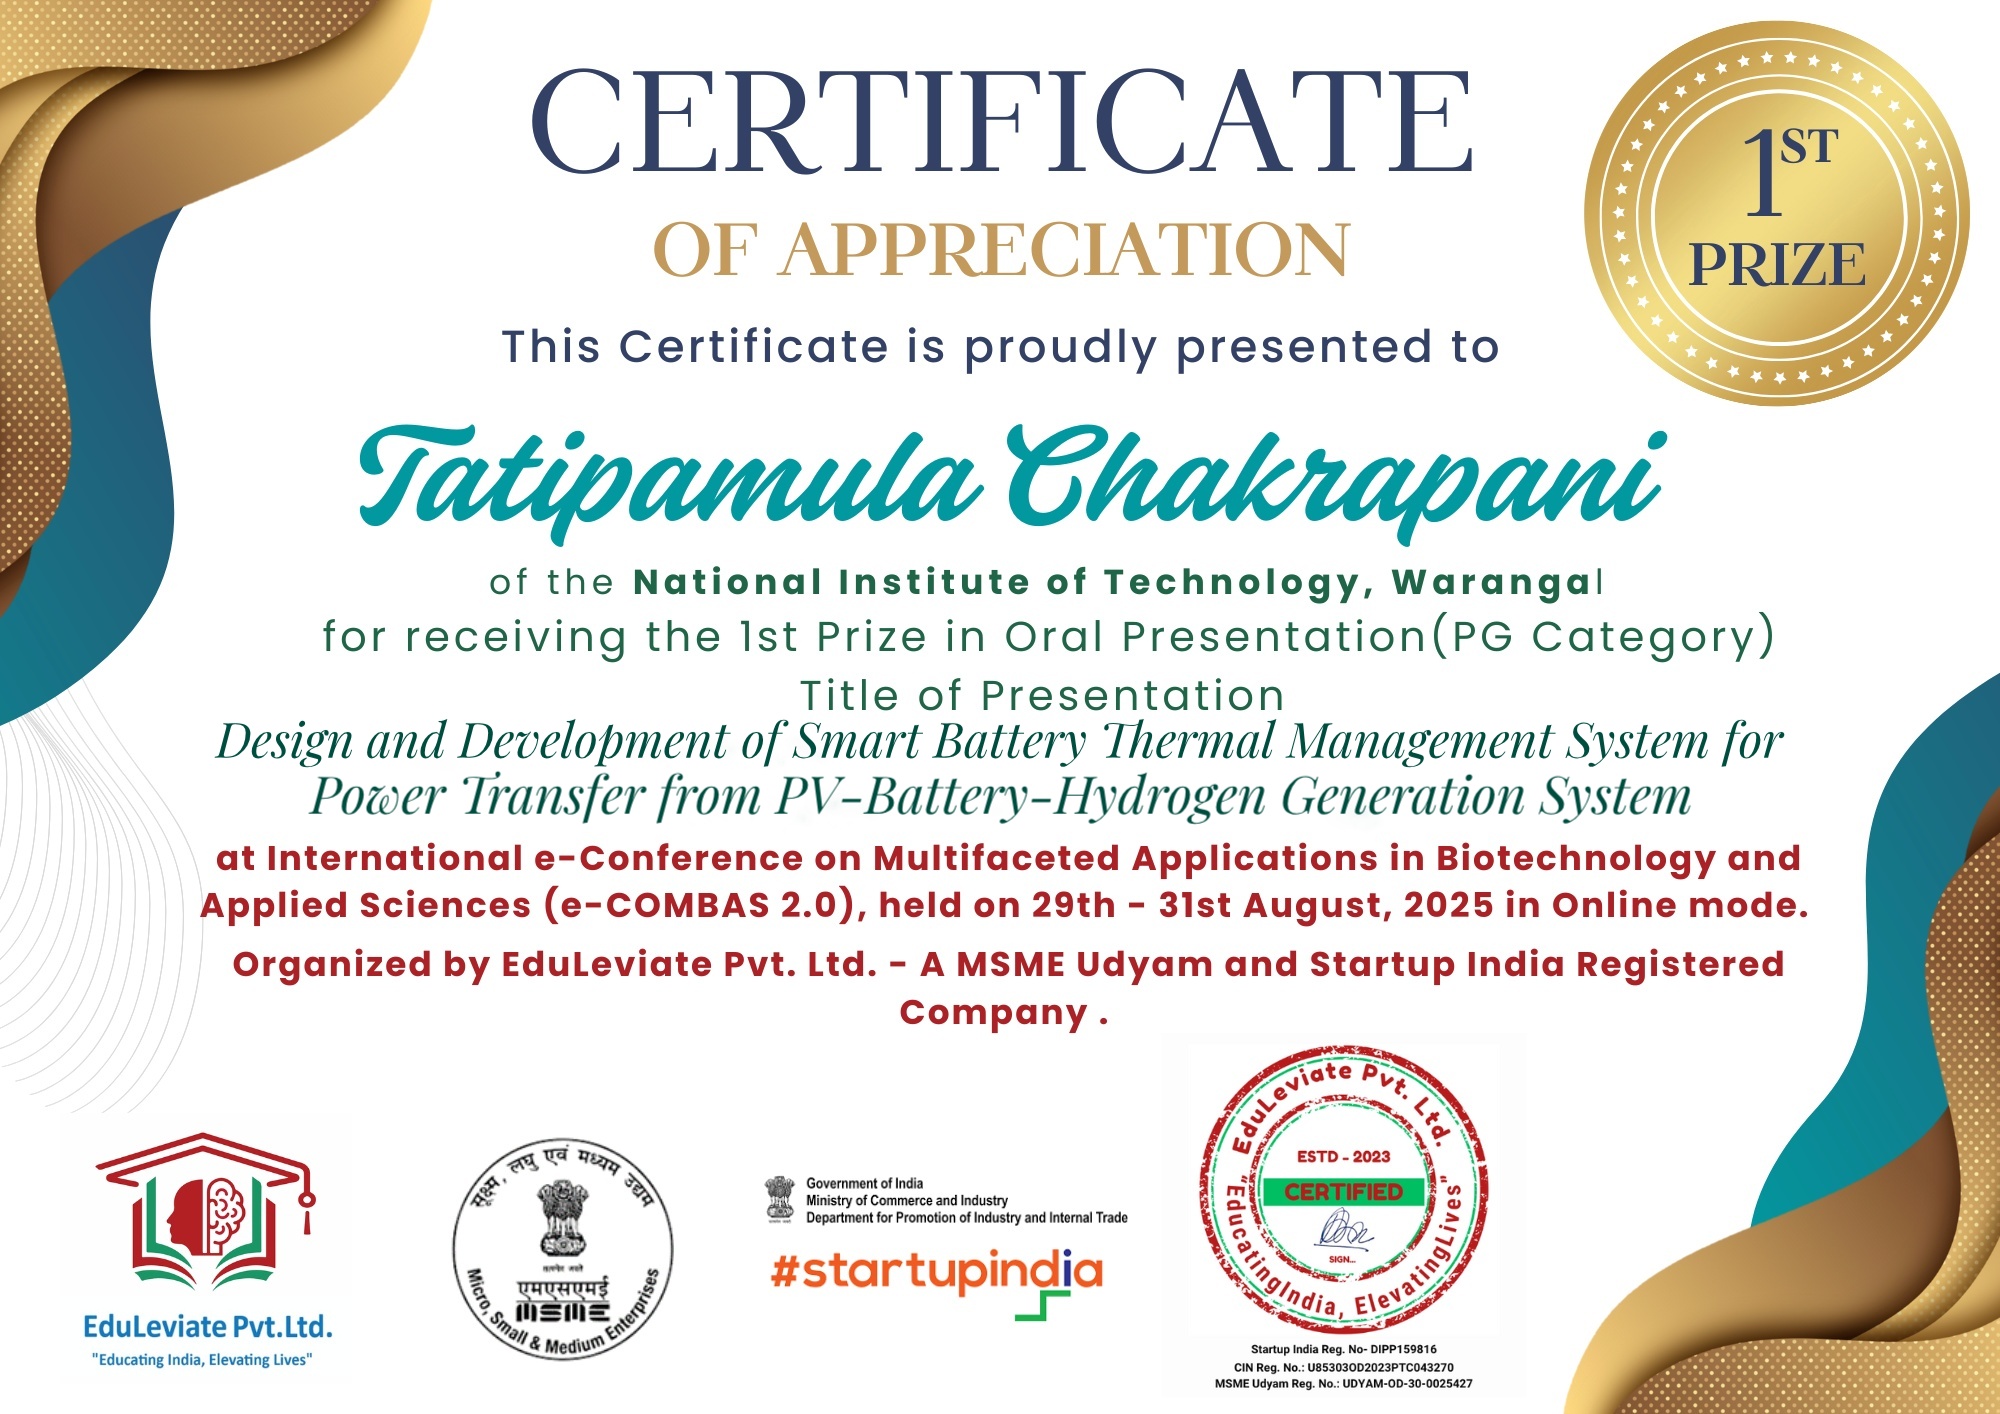 CERTIFICATE
OF APPRECIATION
1ST
PRIZE
This Certificate is proudly presented to
Tatipamula Chakrapani
of the National Institute of Technology, Warangal
for receiving the 1st Prize in Oral Presentation(PG Category)
Title of Presentation
Design and Development of Smart Battery Thermal Management System for
Power Transfer from PV-Battery-Hydrogen Generation System
at International e-Conference on Multifaceted Applications in Biotechnology and
Applied Sciences (e-COMBAS 2.0), held on 29th - 31st August, 2025 in Online mode.
Organized by EduLeviate Pvt. Ltd. - A MSME Udyam and Startup India Registered
Company .
EduLeviate Pvt.Ltd.
"Educating India, Elevating Lives"
सूक्ष्म, लघु एवं मध्यम उद्यम
एमएसएमई
MSME
Micro, Small & Medium Enterprises
Government of India
Ministry of Commerce and Industry
Department for Promotion of Industry and Internal Trade
#startupindia
EduLeviate Pvt. Ltd.
ESTD - 2023
CERTIFIED
SIGN...
"EducatingIndia, ElevatingLives"
Startup India Reg. No- DIPP159816
CIN Reg. No.: U85303OD2023PTC043270
MSME Udyam Reg. No.: UDYAM-OD-30-0025427